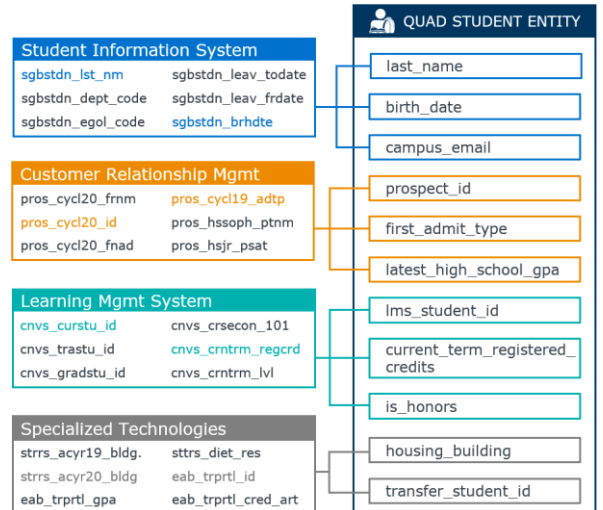 QUAD STUDENT ENTITY
Student Information System
sgbstdn_lst_nm sgbstdn_leav_todate
sgbstdn_dept_code sgbstdn_leav_frdate
sgbstdn_egol_code sgbstdn_brhdte
last_name
birth_date
campus_email
Customer Relationship Mgmt
pros_cycl20_frnm pros_cycl19_adtp
pros_cycl20_id pros_hssoph_ptnm
pros_cycl20_fnad pros_hsjr_psat
prospect_id
first_admit_type
latest_high_school_gpa
Learning Mgmt System
cnvs_curstu_id cnvs_crsecon_101
cnvs_trastu_id cnvs_crntrm_regcrd
cnvs_gradstu_id cnvs_crntrm_lvl
lms_student_id
current_term_registered_
credits
is_honors
Specialized Technologies
strrs_acyr19_bldg. sttrs_diet_res
strrs_acyr20_bldg eab_trprtl_id
eab_trprtl_gpa eab_trprtl_cred_art
housing_building
transfer_student_id